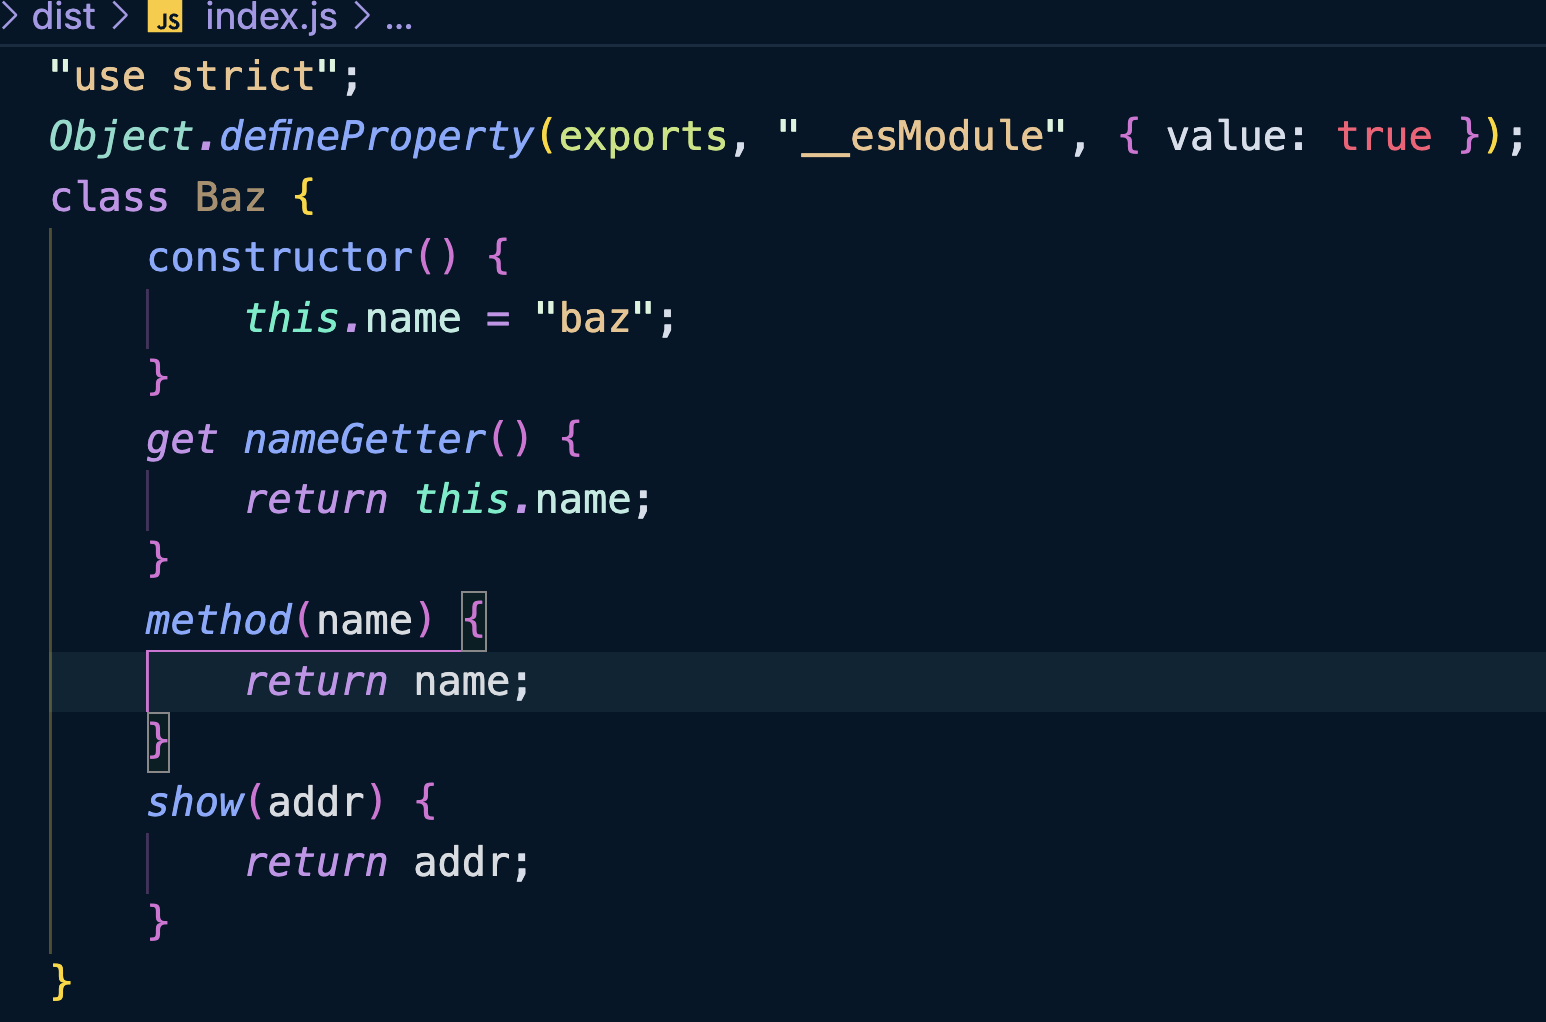 > dist > JS index.js > ...
"use strict";
Object.defineProperty(exports, "__esModule", { value: true });
class Baz {
    constructor() {
        this.name = "baz";
    }
    get nameGetter() {
        return this.name;
    }
    method(name) {
        return name;
    }
    show(addr) {
        return addr;
    }
}